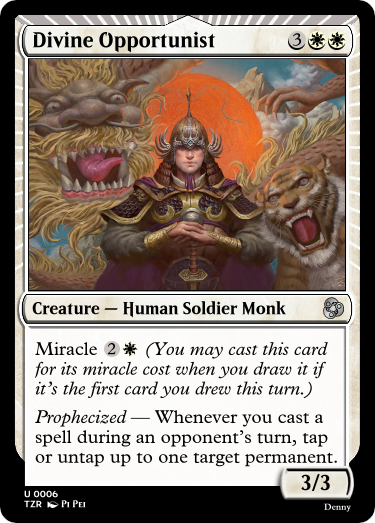 Divine Opportunist 3
Creature — Human Soldier Monk
Miracle 2 (You may cast this card
for its miracle cost when you draw it if
it's the first card you drew this turn.)
Prophecized — Whenever you cast a
spell during an opponent's turn, tap
or untap up to one target permanent.
3/3
U 0006
TZR Pi Pei
Denny